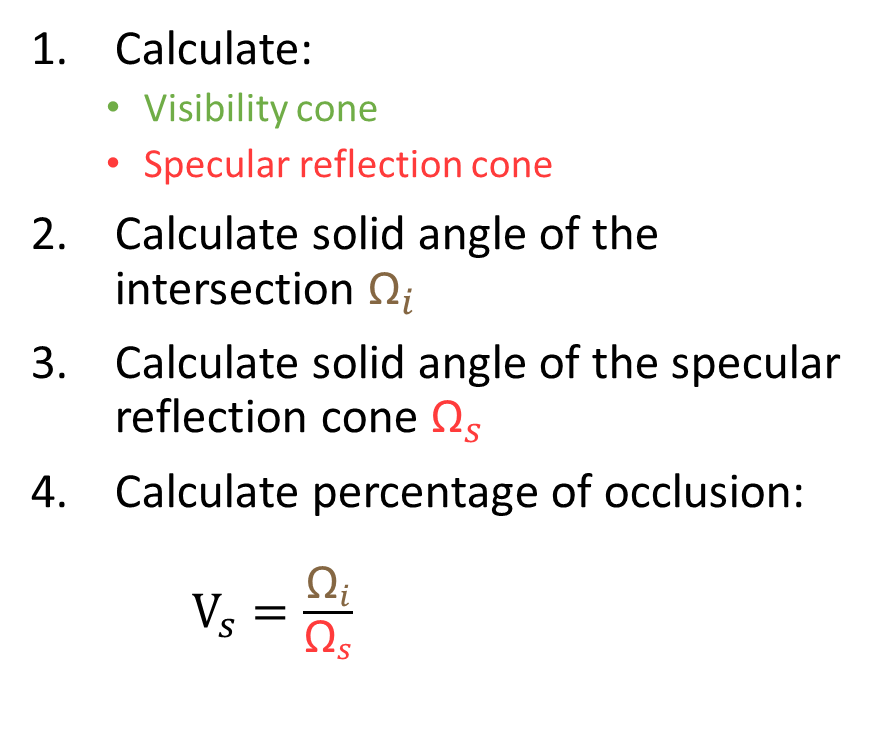 1. Calculate:
• Visibility cone
• Specular reflection cone
2. Calculate solid angle of the
intersection Ωᵢ
3. Calculate solid angle of the specular
reflection cone Ωₛ
4. Calculate percentage of occlusion:
Vₛ = Ωᵢ / Ωₛ